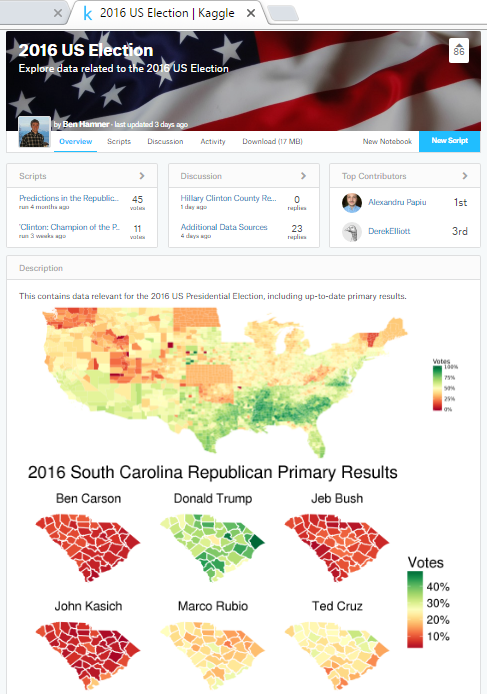 2016 US Election | Kaggle
2016 US Election
Explore data related to the 2016 US Election
86
by Ben Hamner · last updated 3 days ago
Overview Scripts Discussion Activity Download (17 MB) New Notebook New Script
Scripts
Predictions in the Republic... 45
run 4 months ago votes
'Clinton: Champion of the P... 11
run 3 weeks ago votes
Discussion
Hillary Clinton County Re... 0
1 day ago replies
Additional Data Sources 23
4 days ago replies
Top Contributors
Alexandru Papiu 1st
DerekElliott 3rd
Description
This contains data relevant for the 2016 US Presidential Election, including up-to-date primary results.
Votes
100%
75%
50%
25%
0%
2016 South Carolina Republican Primary Results
Ben Carson Donald Trump Jeb Bush
John Kasich Marco Rubio Ted Cruz
Votes
40%
30%
20%
10%